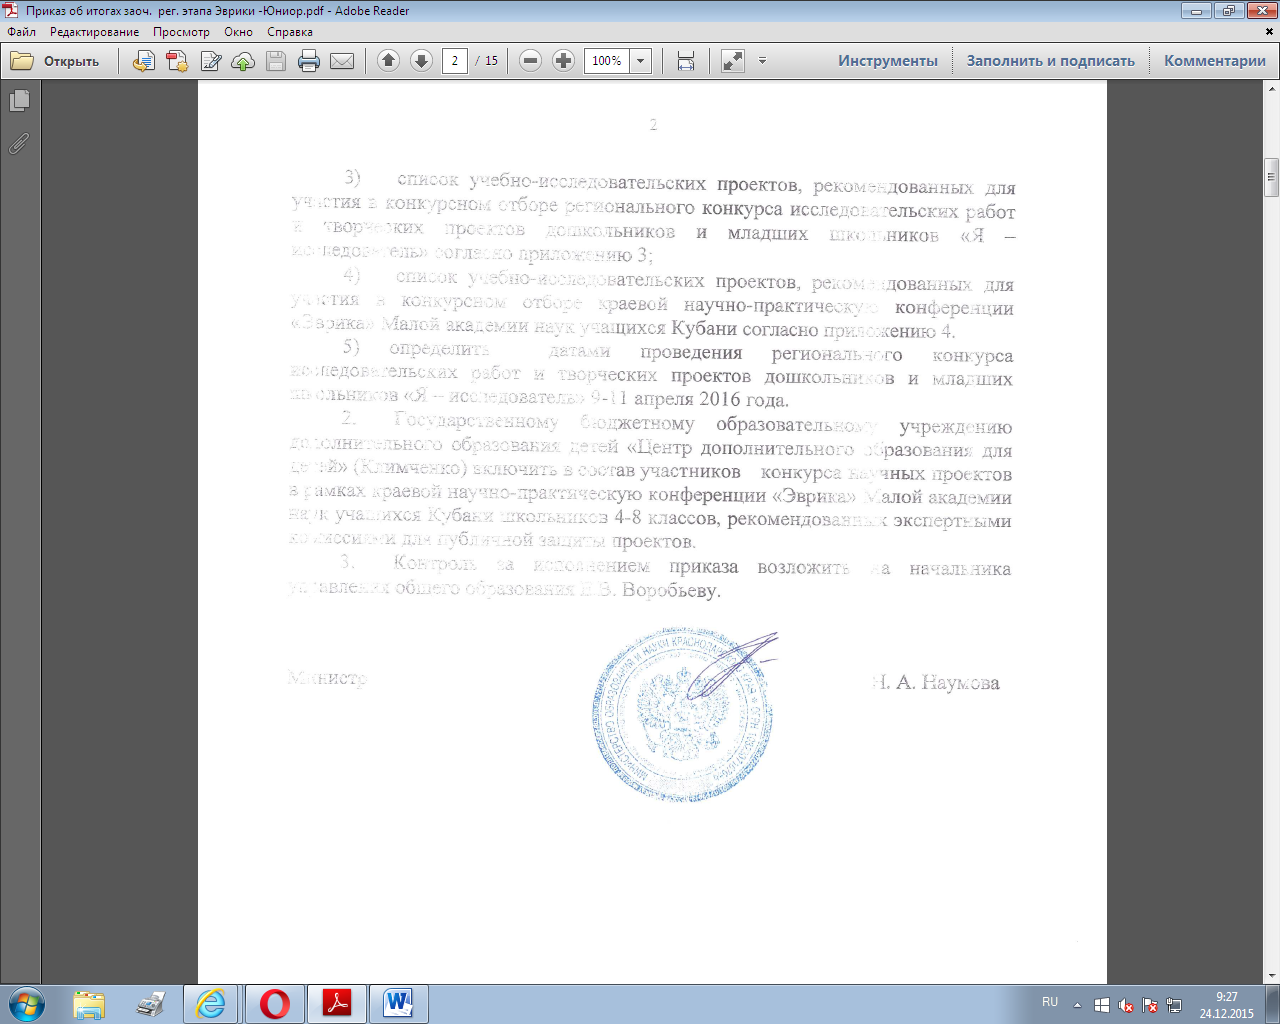 Приказ об итогах заоч. рег. этапа Эврики -Юниор.pdf - Adobe Reader
Файл Редактирование Просмотр Окно Справка
Открыть 2 / 15 100% Инструменты Заполнить и подписать Комментарии
2
3) список учебно-исследовательских проектов, рекомендованных для
участия в конкурсном отборе регионального конкурса исследовательских работ
и творческих проектов дошкольников и младших школьников «Я –
исследователь» согласно приложению 3;
4) список учебно-исследовательских проектов, рекомендованных для
участия в конкурсном отборе краевой научно-практическую конференции
«Эврика» Малой академии наук учащихся Кубани согласно приложению 4.
5) определить датами проведения регионального конкурса
исследовательских работ и творческих проектов дошкольников и младших
школьников «Я – исследователь» 9-11 апреля 2016 года.
2. Государственному бюджетному образовательному учреждению
дополнительного образования детей «Центр дополнительного образования для
детей» (Климченко) включить в состав участников конкурса научных проектов
в рамках краевой научно-практическую конференции «Эврика» Малой академии
наук учащихся Кубани школьников 4-8 классов, рекомендованных экспертными
комиссиями для публичной защиты проектов.
3. Контроль за исполнением приказа возложить на начальника
управления общего образования Е.В. Воробьеву.
МИНИСТЕРСТВО ОБРАЗОВАНИЯ И НАУКИ КРАСНОДАРСКОГО КРАЯ ОГРН
Министр Н. А. Наумова
RU 9:27
24.12.2015